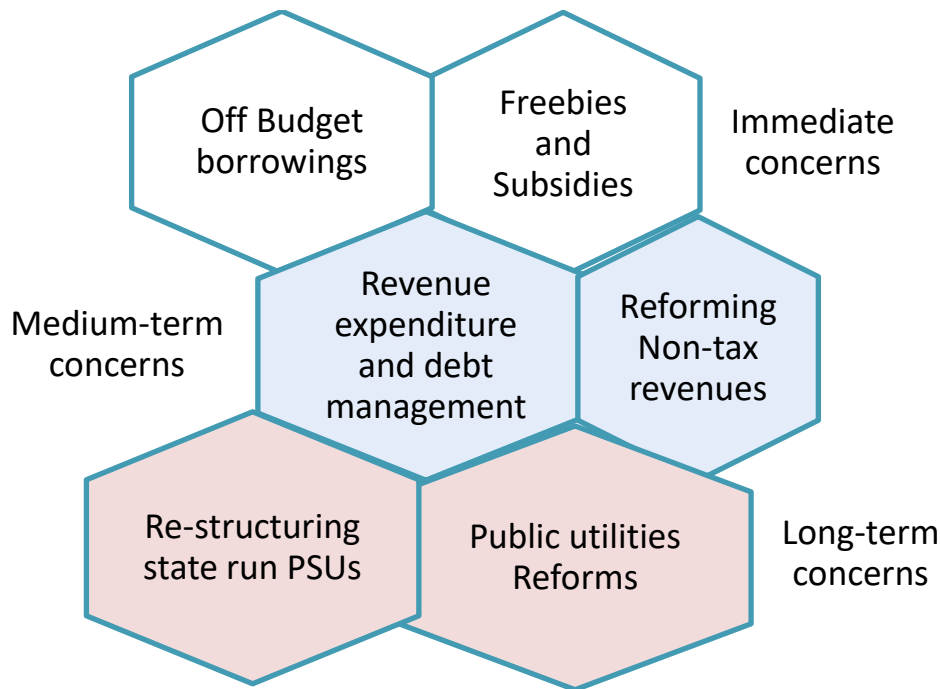 Off Budget
borrowings
Freebies
and
Subsidies
Immediate
concerns
Medium-term
concerns
Revenue
expenditure
and debt
management
Reforming
Non-tax
revenues
Re-structuring
state run PSUs
Public utilities
Reforms
Long-term
concerns